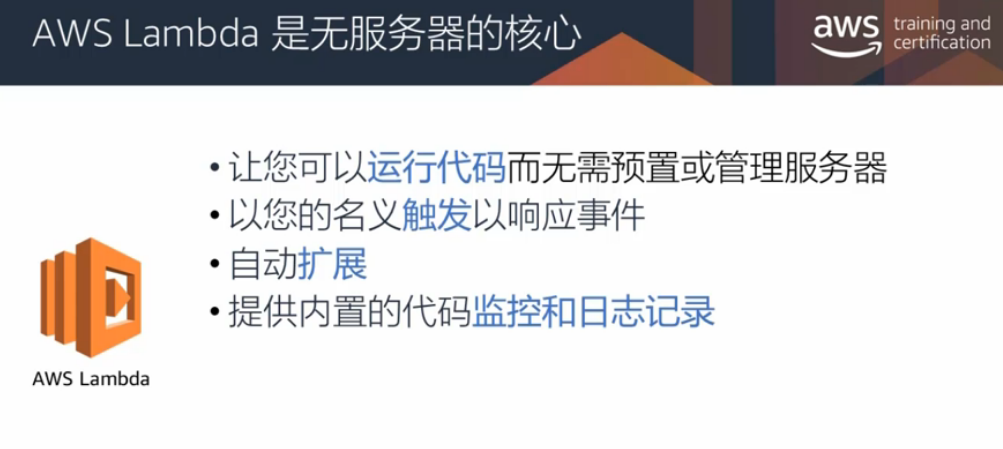 AWS Lambda 是无服务器的核心
aws training and
certification
• 让您可以运行代码而无需预置或管理服务器
• 以您的名义触发以响应事件
• 自动扩展
• 提供内置的代码监控和日志记录
AWS Lambda